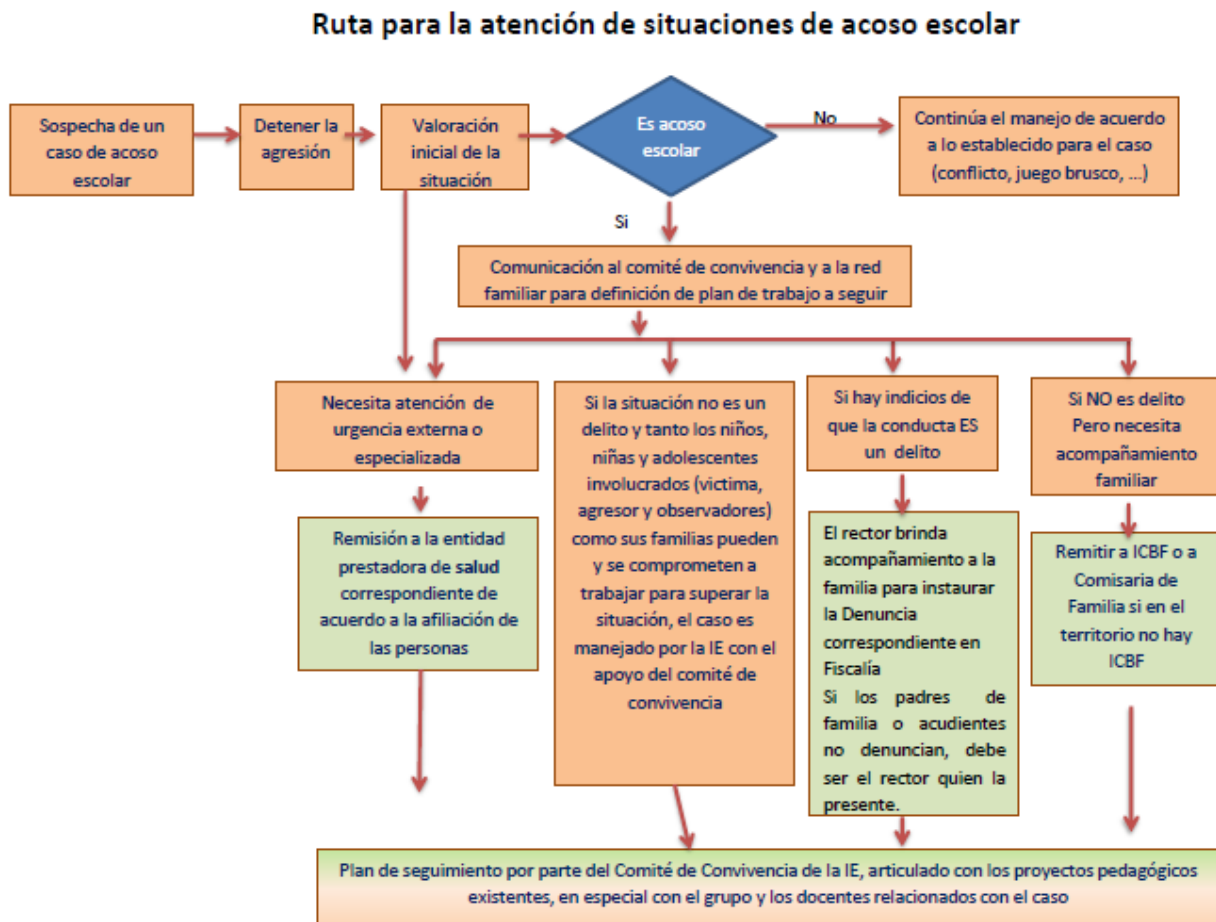 Ruta para la atención de situaciones de acoso escolar
Sospecha de un
caso de acoso
escolar
Detener la
agresión
Valoración
inicial de la
situación
Es acoso
escolar
No
Continúa el manejo de acuerdo
a lo establecido para el caso
(conflicto, juego brusco, ...)
Si
Comunicación al comité de convivencia y a la red
familiar para definición de plan de trabajo a seguir
Necesita atención de
urgencia externa o
especializada
Remisión a la entidad
prestadora de salud
correspondiente de
acuerdo a la afiliación de
las personas
Si la situación no es un
delito y tanto los niños,
niñas y adolescentes
involucrados (victima,
agresor y observadores)
como sus familias pueden
y se comprometen a
trabajar para superar la
situación, el caso es
manejado por la IE con el
apoyo del comité de
convivencia
Si hay indicios de
que la conducta ES
un delito
El rector brinda
acompañamiento a la
familia para instaurar
la Denuncia
correspondiente en
Fiscalía
Si los padres de
familia o acudientes
no denuncian, debe
ser el rector quien la
presente.
Si NO es delito
Pero necesita
acompañamiento
familiar
Remitir a ICBF o a
Comisaria de
Familia si en el
territorio no hay
ICBF
Plan de seguimiento por parte del Comité de Convivencia de la IE, articulado con los proyectos pedagógicos
existentes, en especial con el grupo y los docentes relacionados con el caso